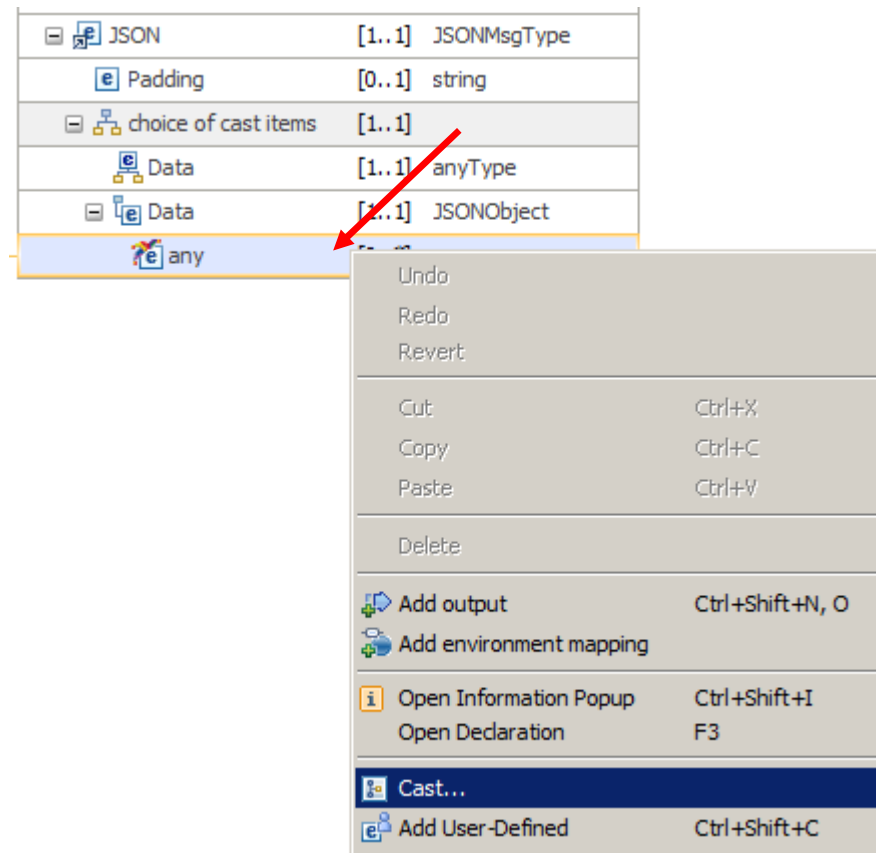 JSON [1..1] JSONMsgType
Padding [0..1] string
choice of cast items [1..1]
Data [1..1] anyType
Data [1..1] JSONObject
any
Undo
Redo
Revert
Cut Ctrl+X
Copy Ctrl+C
Paste Ctrl+V
Delete
Add output Ctrl+Shift+N, O
Add environment mapping
Open Information Popup Ctrl+Shift+I
Open Declaration F3
Cast...
Add User-Defined Ctrl+Shift+C